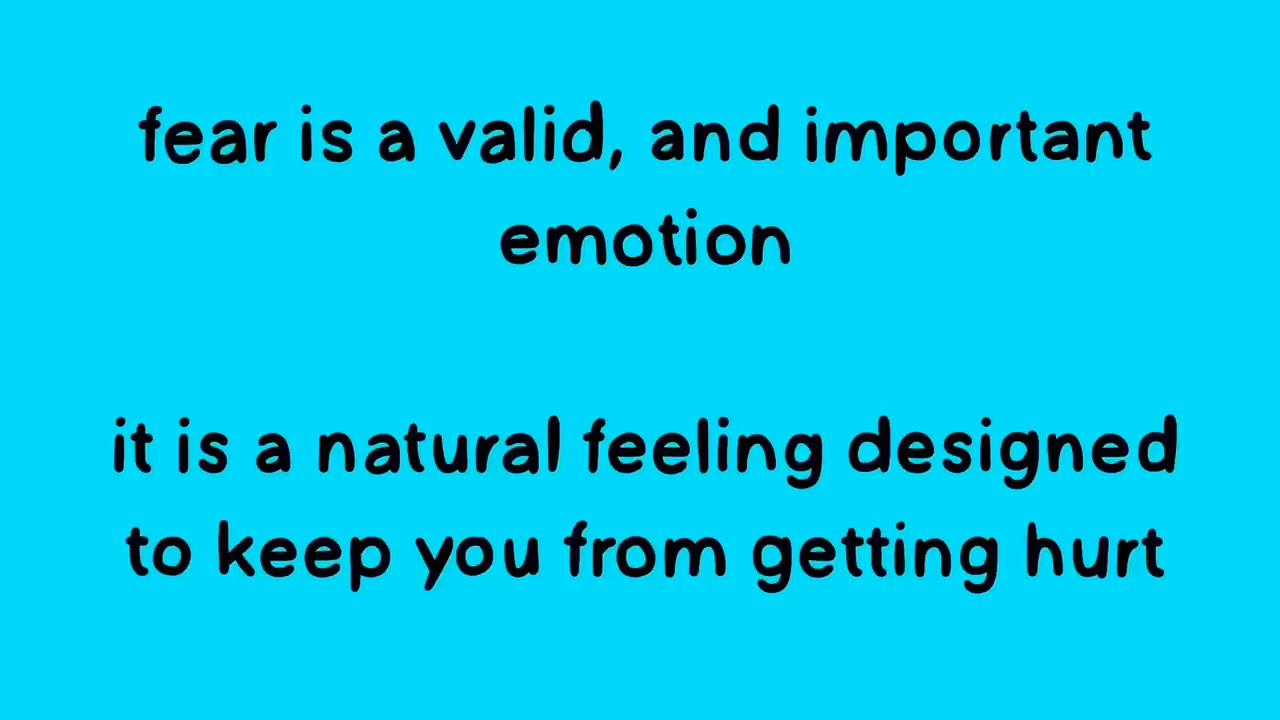 fear is a valid, and important
emotion
it is a natural feeling designed
to keep you from getting hurt